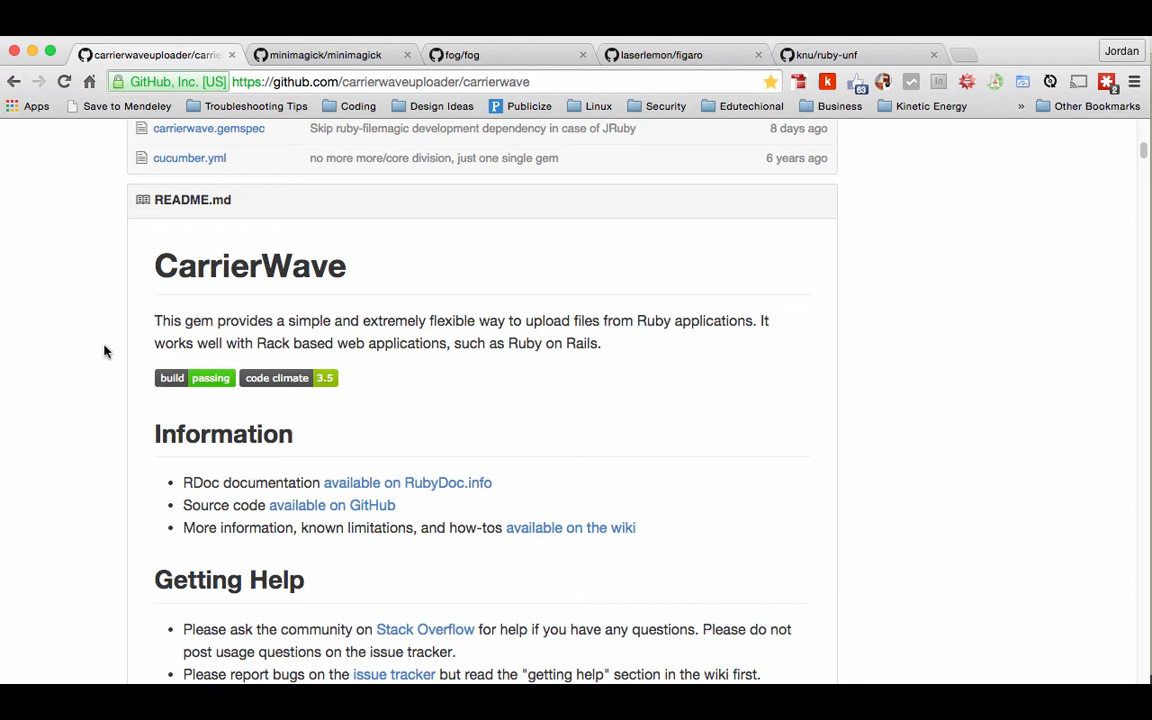 carrierwaveuploader/carrie
minimagick/minimagick
fog/fog
laserlemon/figaro
knu/ruby-unf
Jordan
GitHub, Inc. [US] https://github.com/carrierwaveuploader/carrierwave
63
2
Apps Save to Mendeley Troubleshooting Tips Coding Design Ideas Publicize Linux Security Edutechional Business Kinetic Energy » Other Bookmarks
carrierwave.gemspec Skip ruby-filemagic development dependency in case of JRuby 8 days ago
cucumber.yml no more more/core division, just one single gem 6 years ago
README.md
CarrierWave
This gem provides a simple and extremely flexible way to upload files from Ruby applications. It
works well with Rack based web applications, such as Ruby on Rails.
build passing code climate 3.5
Information
• RDoc documentation available on RubyDoc.info
• Source code available on GitHub
• More information, known limitations, and how-tos available on the wiki
Getting Help
• Please ask the community on Stack Overflow for help if you have any questions. Please do not
post usage questions on the issue tracker.
• Please report bugs on the issue tracker but read the "getting help" section in the wiki first.